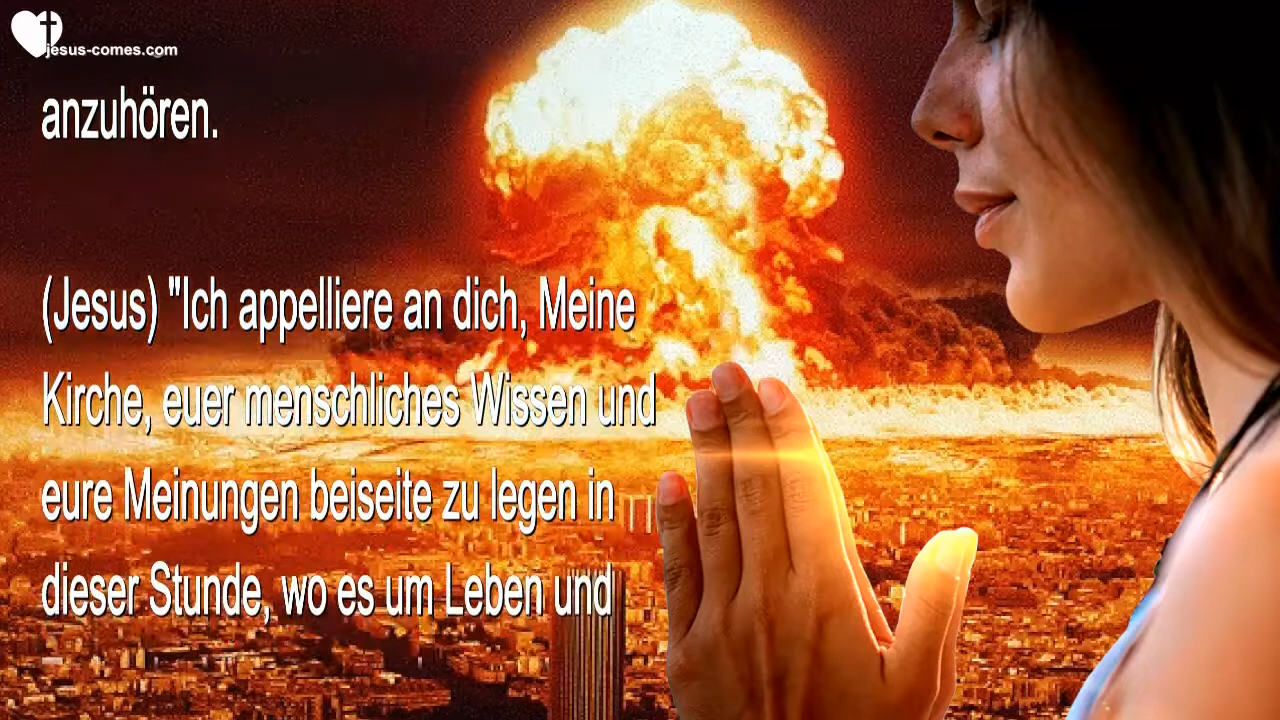 jesus-comes.com
anzuhören.
(Jesus) "Ich appelliere an dich, Meine
Kirche, euer menschliches Wissen und
eure Meinungen beiseite zu legen in
dieser Stunde, wo es um Leben und